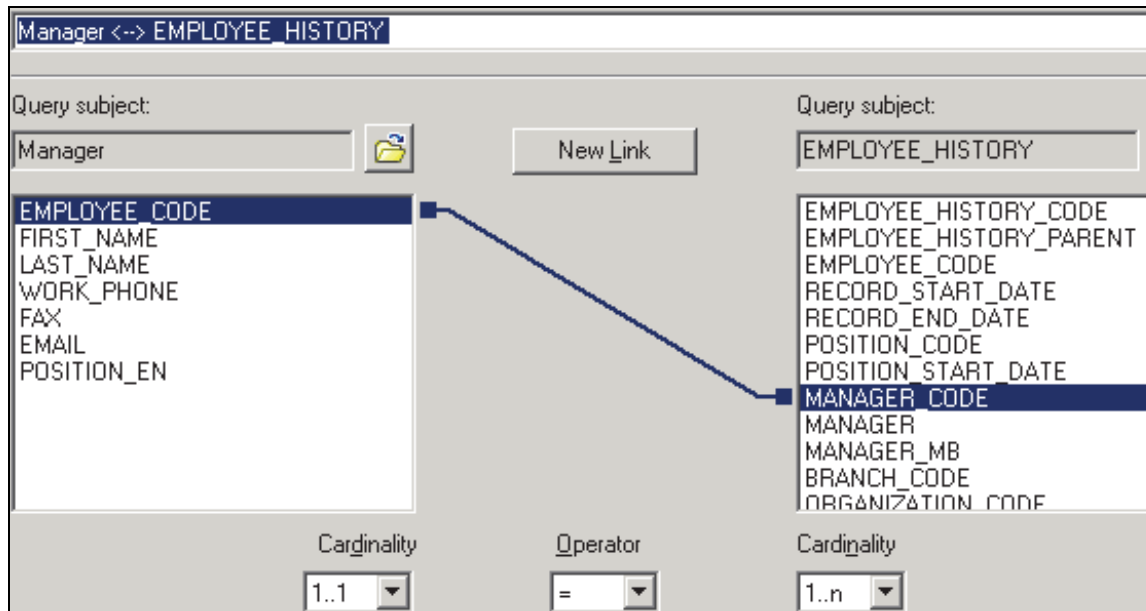 Manager <--> EMPLOYEE_HISTORY
Query subject:
Query subject:
Manager
New Link
EMPLOYEE_HISTORY
EMPLOYEE_CODE
FIRST_NAME
LAST_NAME
WORK_PHONE
FAX
EMAIL
POSITION_EN
EMPLOYEE_HISTORY_CODE
EMPLOYEE_HISTORY_PARENT
EMPLOYEE_CODE
RECORD_START_DATE
RECORD_END_DATE
POSITION_CODE
POSITION_START_DATE
MANAGER_CODE
MANAGER
MANAGER_MB
BRANCH_CODE
ORGANIZATION_CODE
Cardinality
Operator
Cardinality
1..1
=
1..n